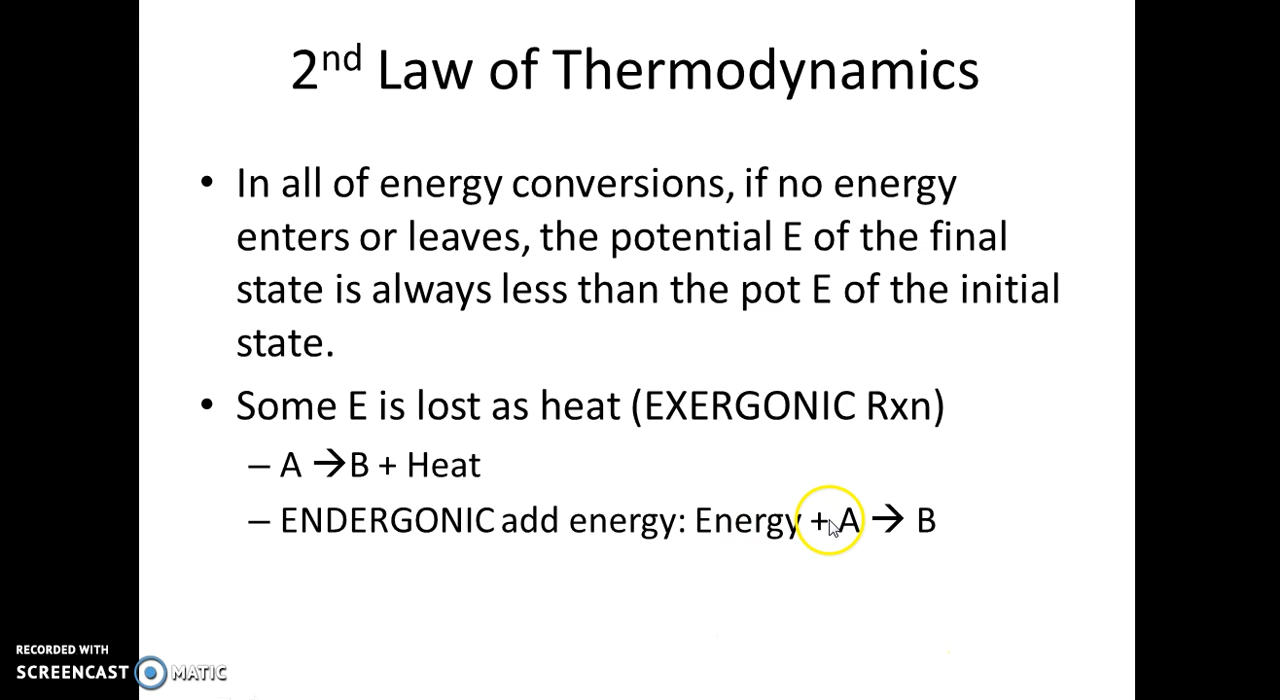 2nd Law of Thermodynamics
• In all of energy conversions, if no energy
enters or leaves, the potential E of the final
state is always less than the pot E of the initial
state.
• Some E is lost as heat (EXERGONIC Rxn)
– A →B + Heat
– ENDERGONIC add energy: Energy + A → B
RECORDED WITH
SCREENCAST MATIC